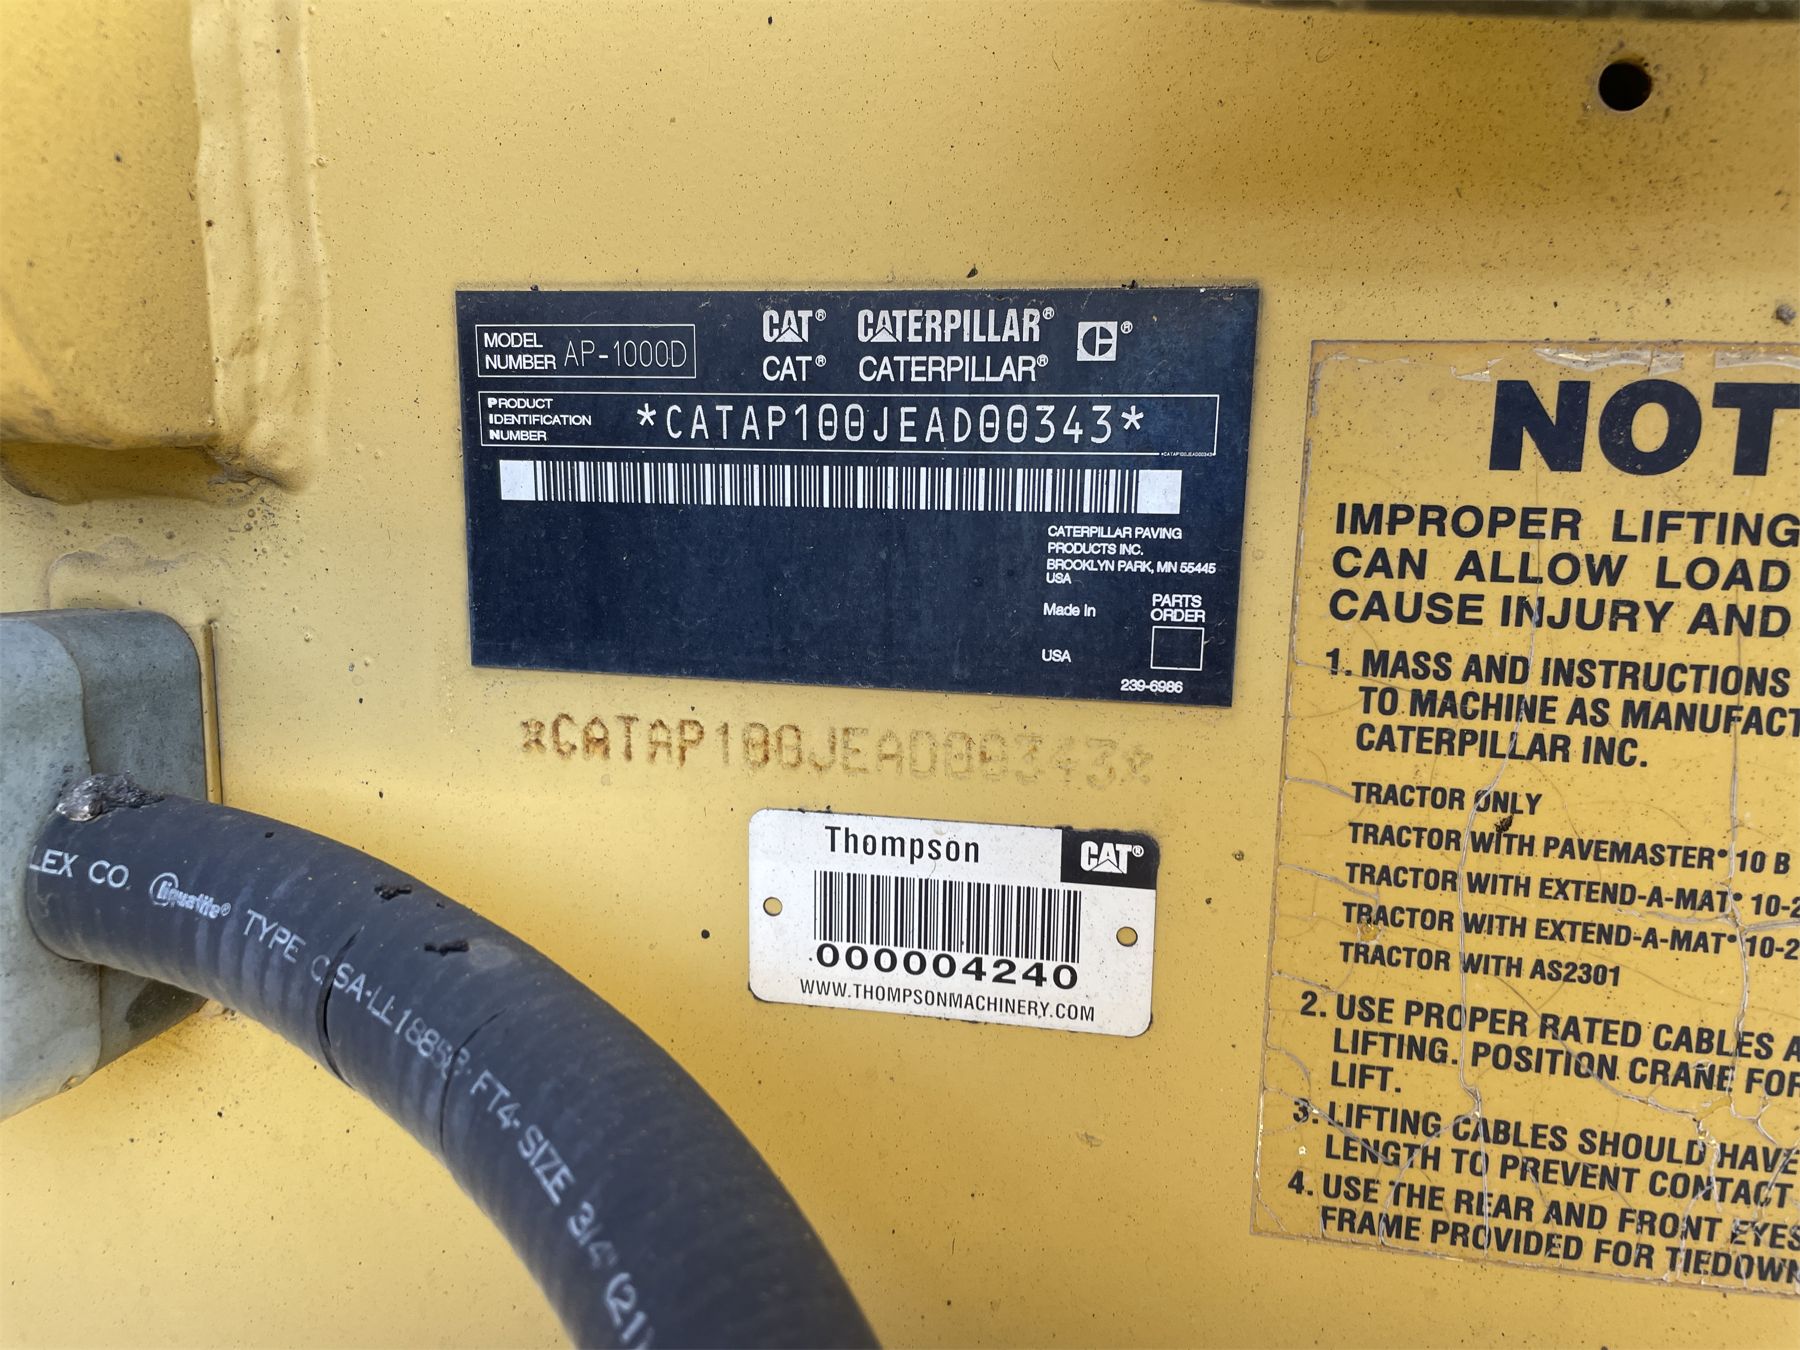 MODEL
NUMBER AP-1000D
CAT® CATERPILLAR® ®
CAT® CATERPILLAR®
PRODUCT
IDENTIFICATION
NUMBER
*CATAP100JEAD00343*
*CATAP100JEAD00343*
CATERPILLAR PAVING
PRODUCTS INC.
BROOKLYN PARK, MN 55445
USA
Made In
USA
PARTS
ORDER
239-6986
*CATAP100JEAD00343*
Thompson CAT®
000004240
WWW.THOMPSONMACHINERY.COM
LEX CO. liquatite® TYPE
SIZE 3/4" (21)
NOT
IMPROPER LIFTING
CAN ALLOW LOAD
CAUSE INJURY AND
1. MASS AND INSTRUCTIONS
TO MACHINE AS MANUFACT
CATERPILLAR INC.
TRACTOR ONLY
TRACTOR WITH PAVEMASTER® 10 B
TRACTOR WITH EXTEND-A-MAT® 10-2
TRACTOR WITH EXTEND-A-MAT® 10-2
TRACTOR WITH AS2301
2. USE PROPER RATED CABLES A
LIFTING. POSITION CRANE FOR
LIFT.
3. LIFTING CABLES SHOULD HAVE
LENGTH TO PREVENT CONTACT
4. USE THE REAR AND FRONT EYES
FRAME PROVIDED FOR TIEDOWN